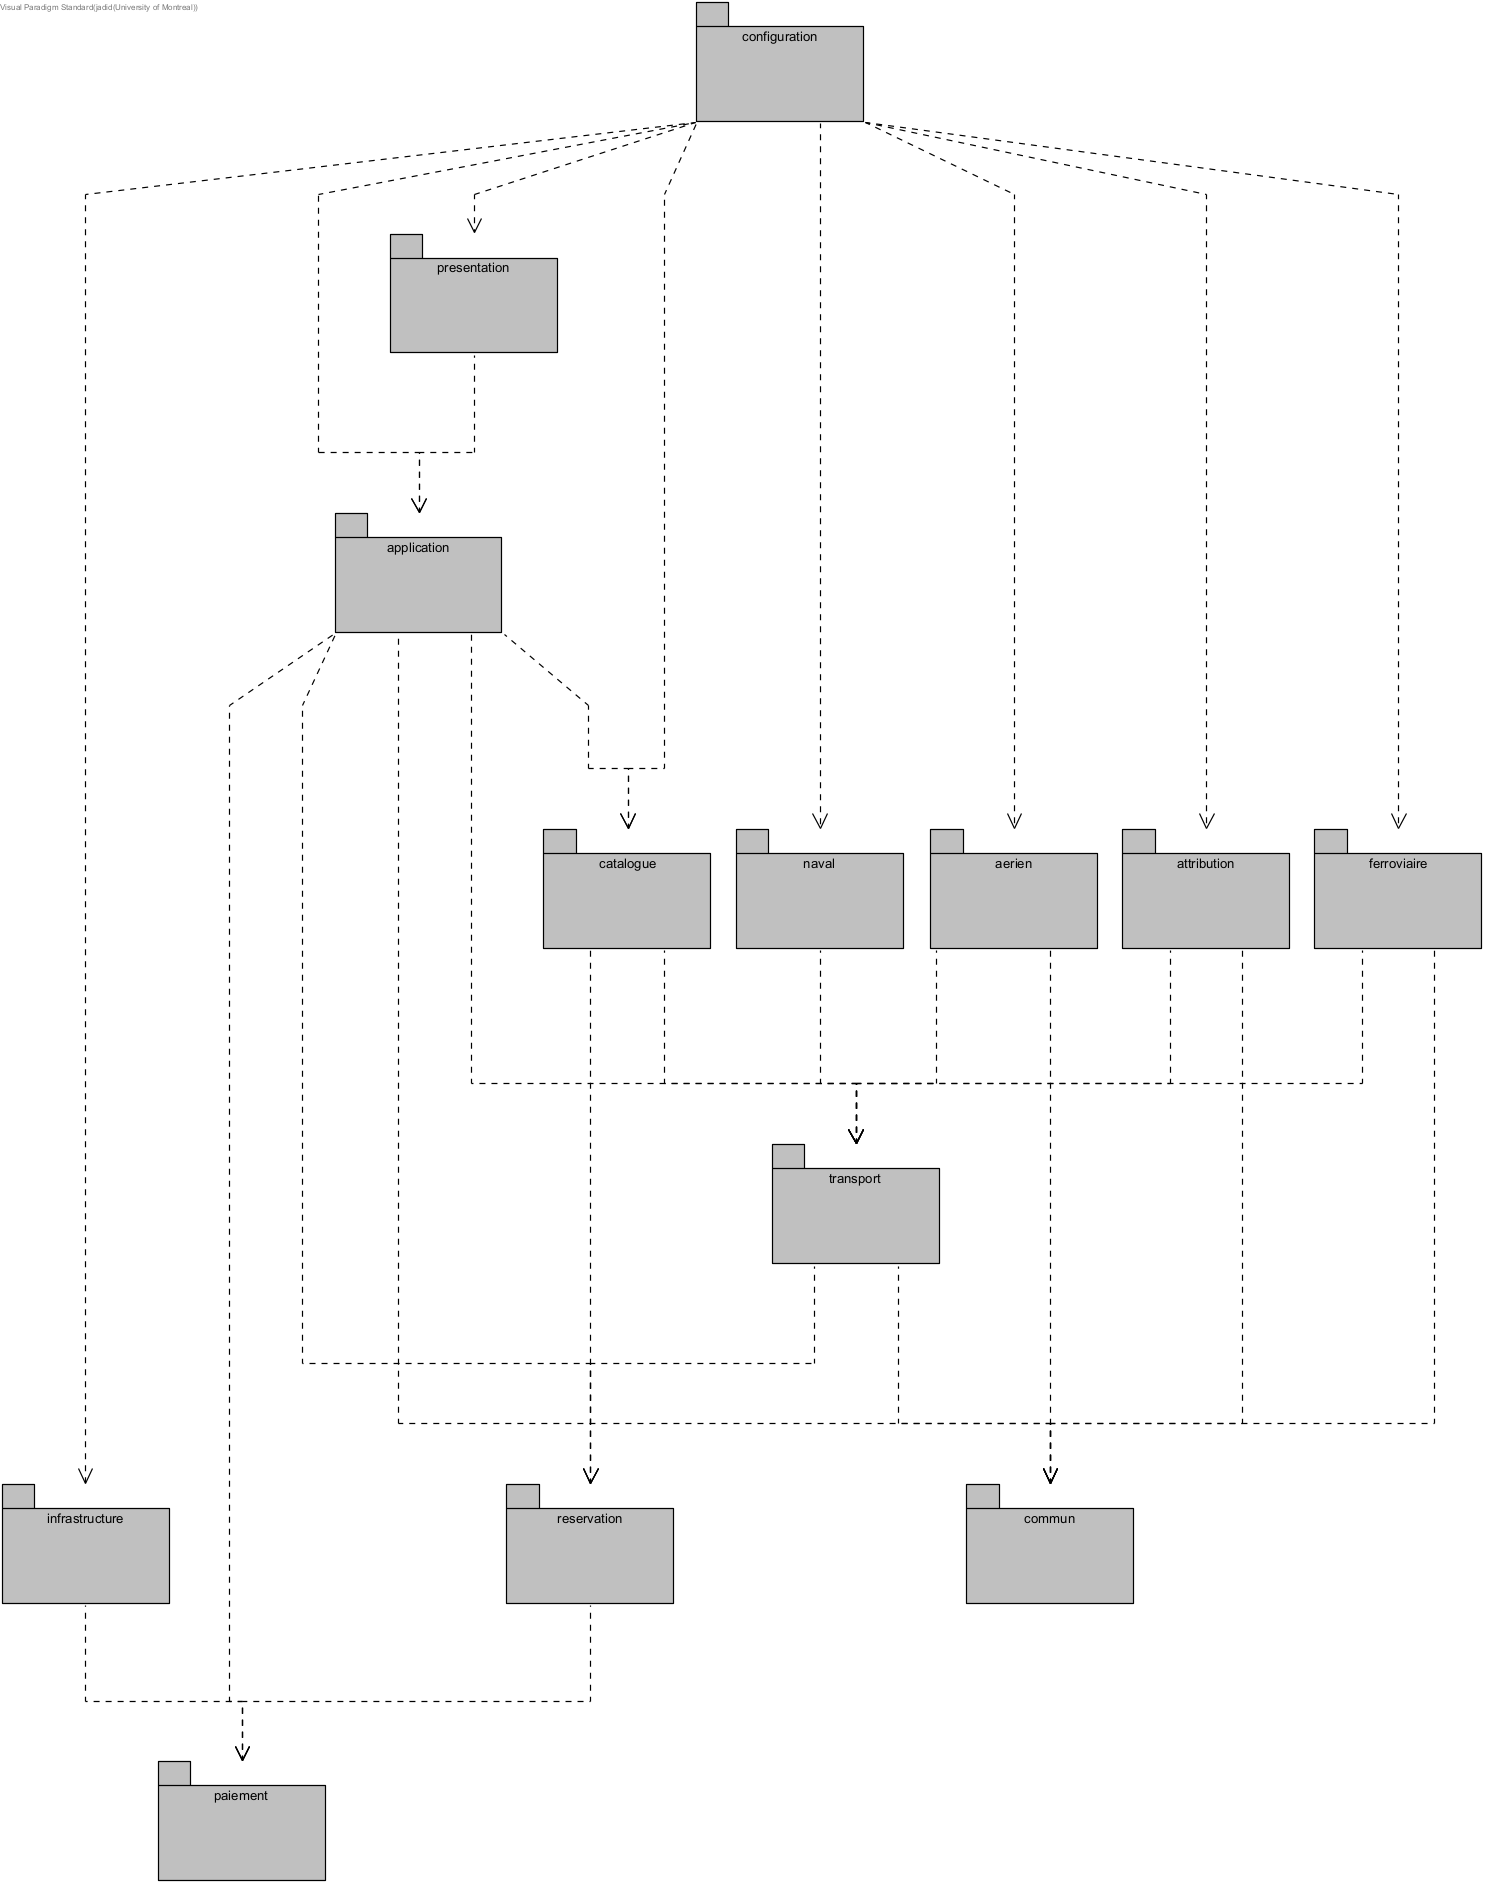 Visual Paradigm Standard(jadid(University of Montreal))
configuration
presentation
application
catalogue
naval
aerien
attribution
ferroviaire
transport
infrastructure
reservation
commun
paiement